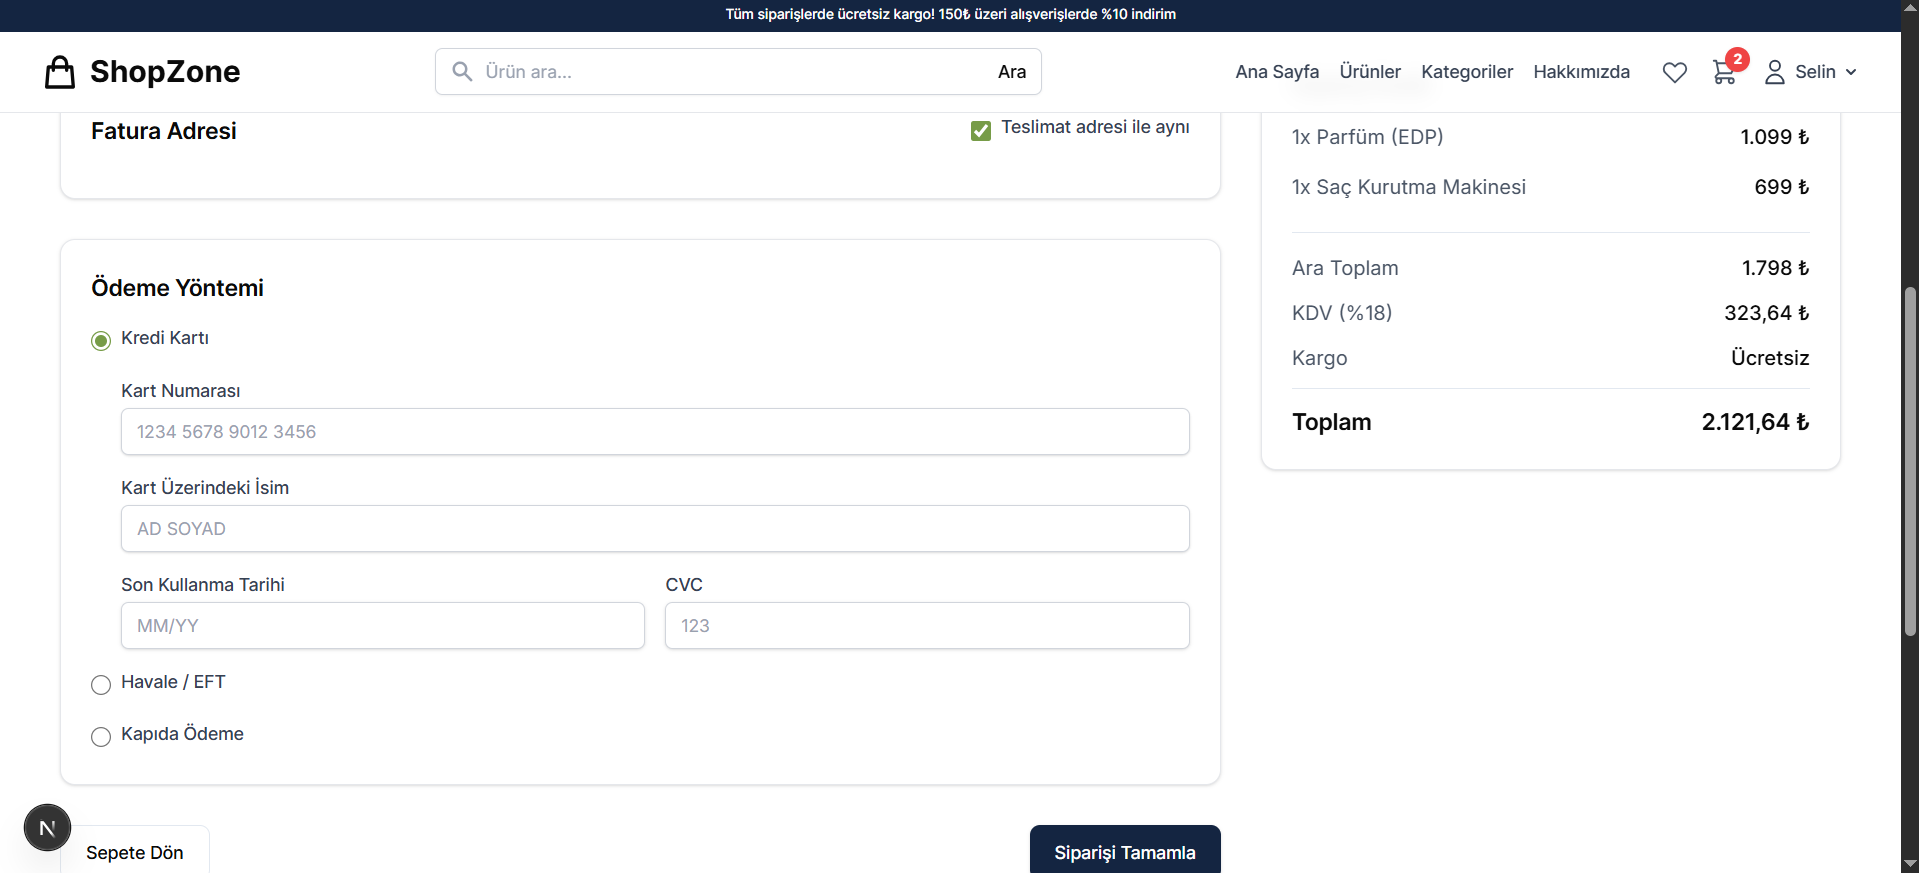 Tüm siparişlerde ücretsiz kargo! 150₺ üzeri alışverişlerde %10 indirim
ShopZone
Ürün ara...
Ara
Ana Sayfa
Ürünler
Kategoriler
Hakkımızda
2
Selin
Fatura Adresi
Teslimat adresi ile aynı
Ödeme Yöntemi
Kredi Kartı
Kart Numarası
1234 5678 9012 3456
Kart Üzerindeki İsim
AD SOYAD
Son Kullanma Tarihi
MM/YY
CVC
123
Havale / EFT
Kapıda Ödeme
N
Sepete Dön
Siparişi Tamamla
1x Parfüm (EDP) 1.099 ₺
1x Saç Kurutma Makinesi 699 ₺
Ara Toplam 1.798 ₺
KDV (%18) 323,64 ₺
Kargo Ücretsiz
Toplam 2.121,64 ₺